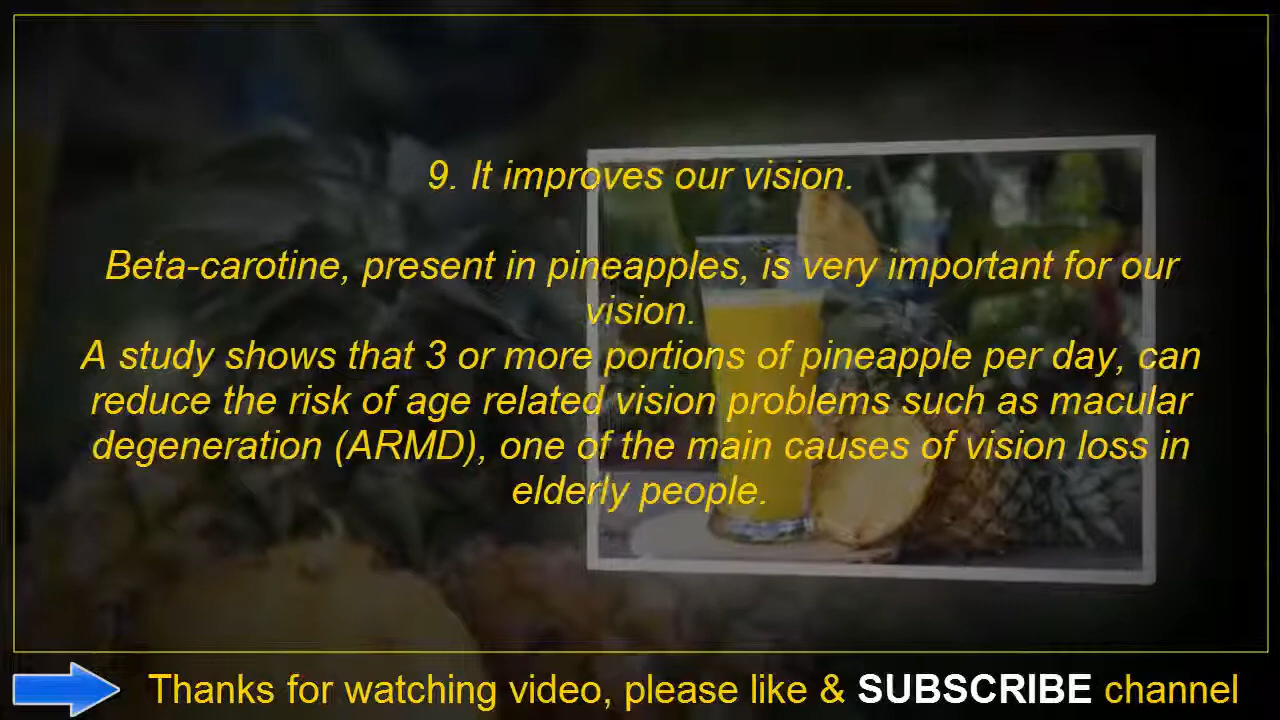 9. It improves our vision.
Beta-carotine, present in pineapples, is very important for our
vision.
A study shows that 3 or more portions of pineapple per day, can
reduce the risk of age related vision problems such as macular
degeneration (ARMD), one of the main causes of vision loss in
elderly people.
Thanks for watching video, please like & SUBSCRIBE channel